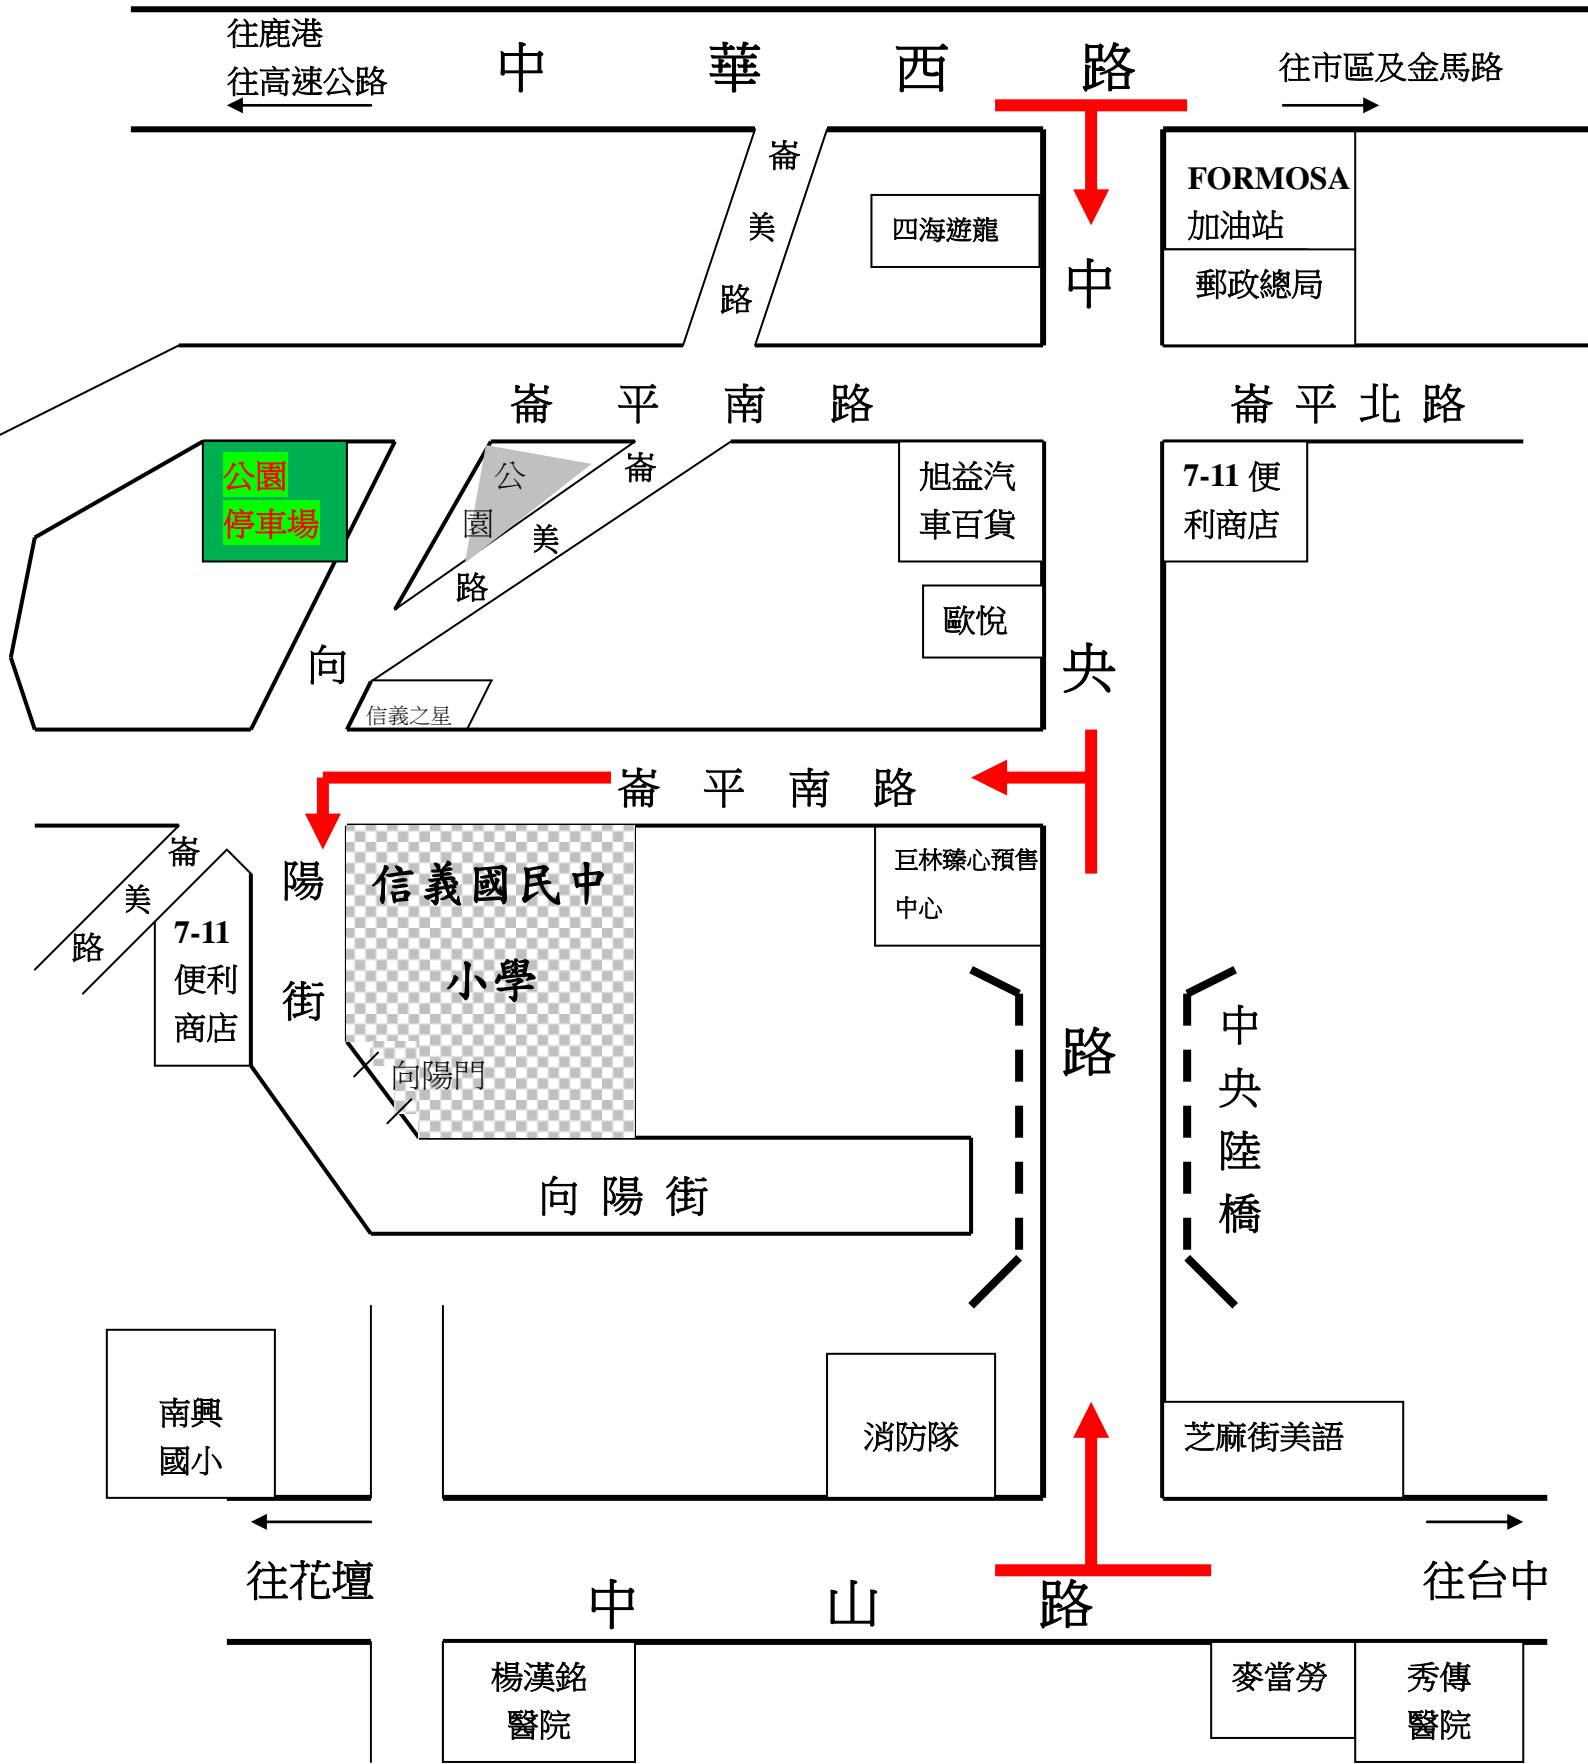 往鹿港
往高速公路
中華西路
往市區及金馬路
崙美路
四海遊龍
FORMOSA
加油站
郵政總局
中央路
崙平南路
崙平北路
公園
停車場
公園
崙美路
旭益汽
車百貨
7-11 便
利商店
歐悅
向陽街
信義之星
崙平南路
崙美路
7-11
便利
商店
信義國民中
小學
向陽門
巨林臻心預售
中心
中央陸橋
向陽街
南興
國小
消防隊
芝麻街美語
往花壇
中山路
往台中
楊漢銘
醫院
麥當勞
秀傳
醫院